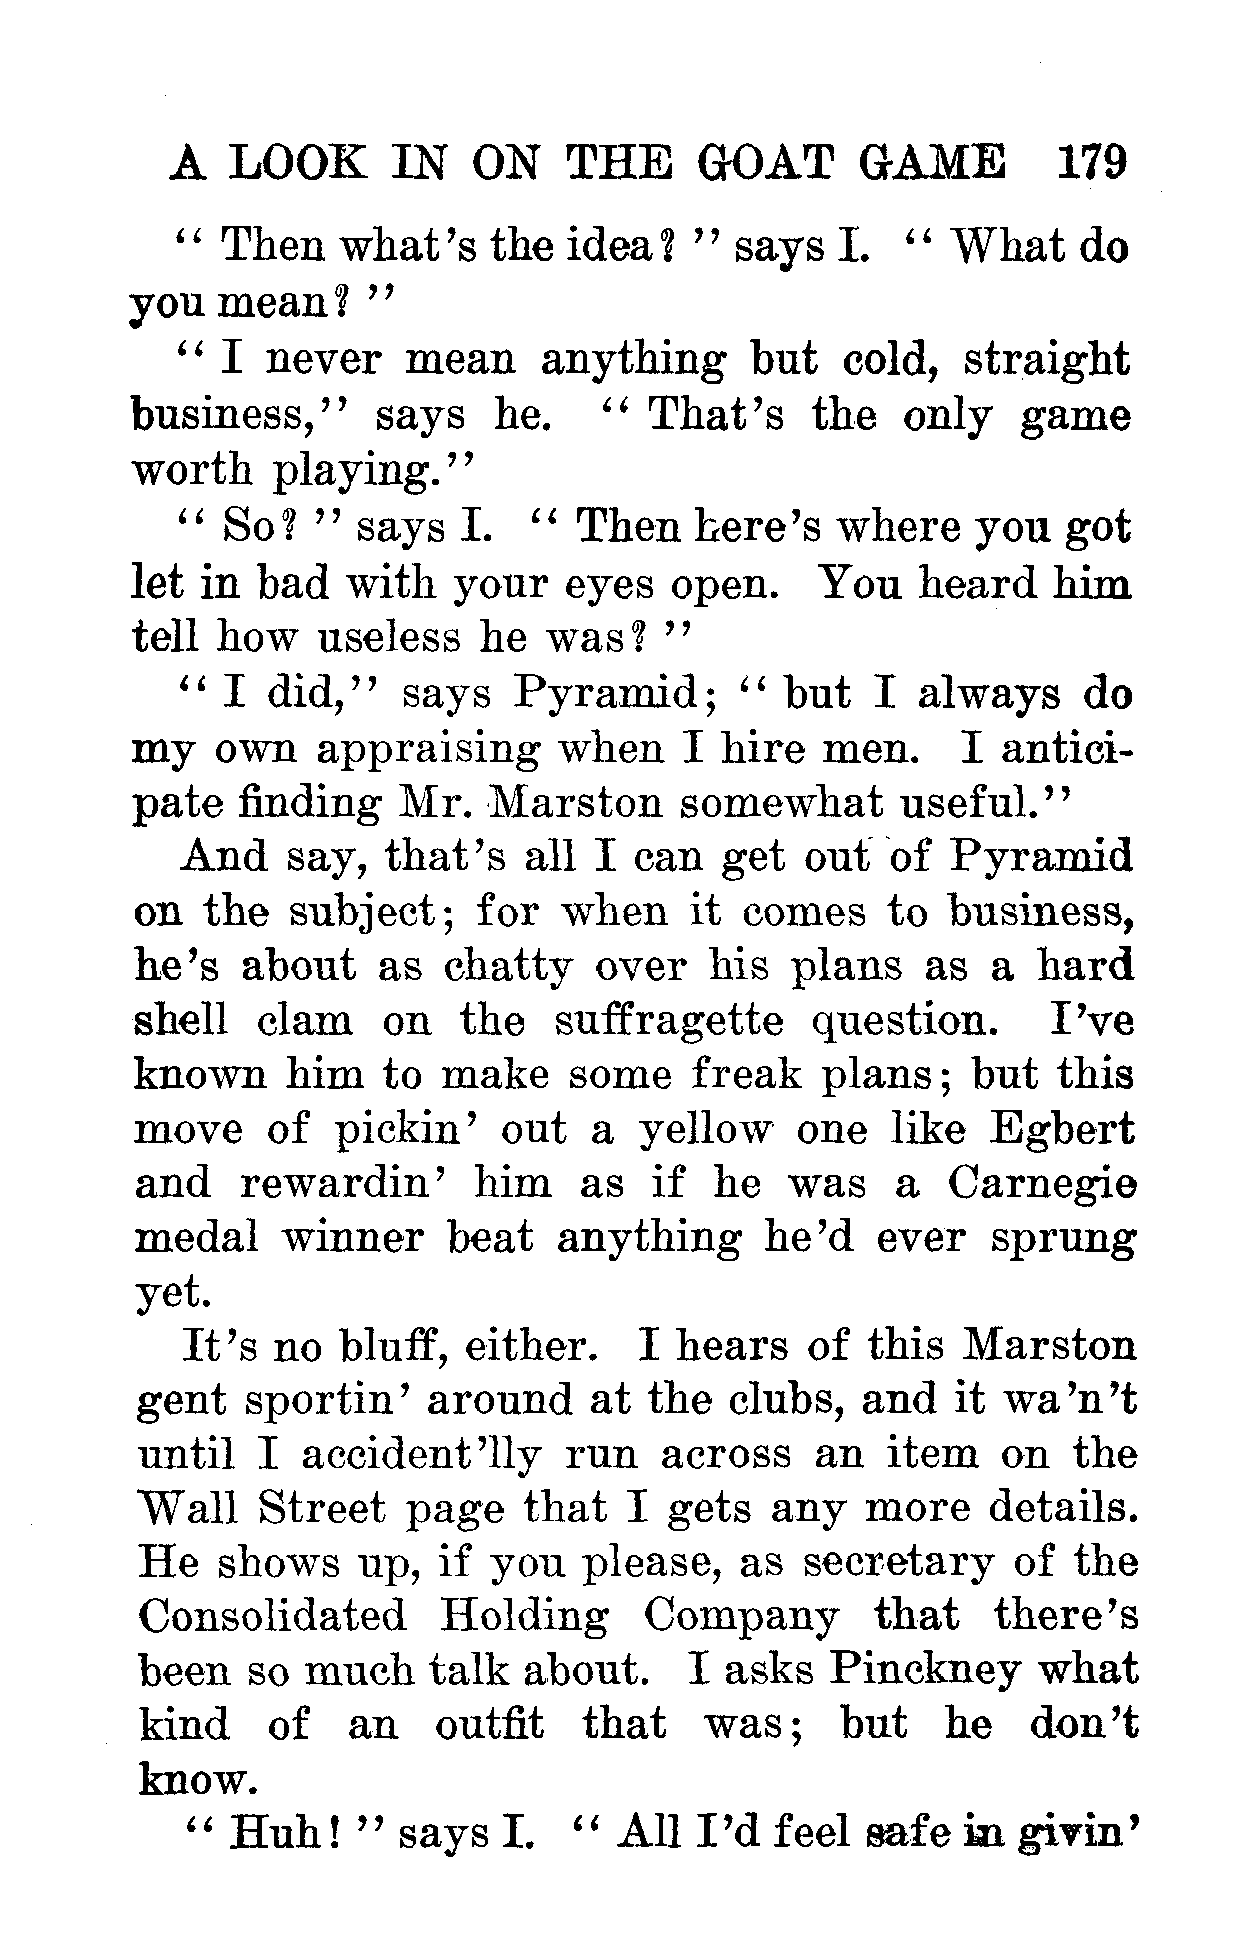 A LOOK IN ON THE GOAT GAME 179
“ Then what’s the idea? ” says I. “ What do
you mean? ”
“ I never mean anything but cold, straight
business,” says he. “ That’s the only game
worth playing.”
“ So? ” says I. “ Then here’s where you got
let in bad with your eyes open. You heard him
tell how useless he was? ”
“ I did,” says Pyramid; “ but I always do
my own appraising when I hire men. I antici-
pate finding Mr. Marston somewhat useful.”
And say, that’s all I can get out of Pyramid
on the subject; for when it comes to business,
he’s about as chatty over his plans as a hard
shell clam on the suffragette question. I’ve
known him to make some freak plans; but this
move of pickin’ out a yellow one like Egbert
and rewardin’ him as if he was a Carnegie
medal winner beat anything he’d ever sprung
yet.
It’s no bluff, either. I hears of this Marston
gent sportin’ around at the clubs, and it wa’n’t
until I accident’lly run across an item on the
Wall Street page that I gets any more details.
He shows up, if you please, as secretary of the
Consolidated Holding Company that there’s
been so much talk about. I asks Pinckney what
kind of an outfit that was; but he don’t
know.
“ Huh! ” says I. “ All I’d feel safe in givin’